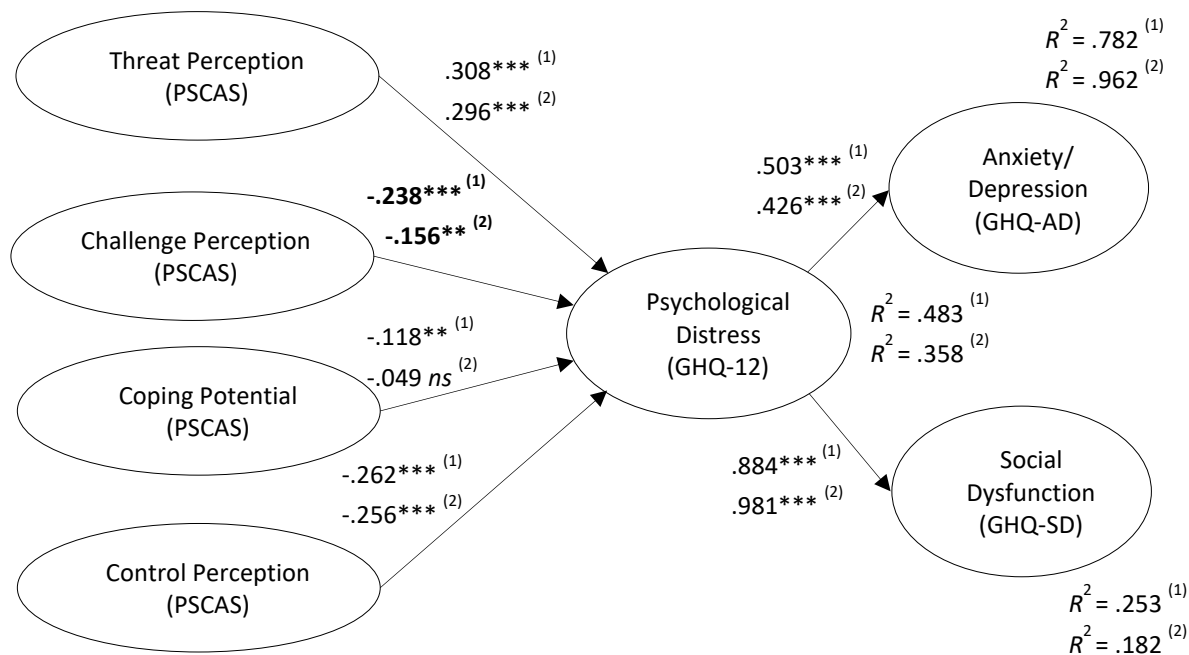 Threat Perception
(PSCAS)
.308*** (1)
.296*** (2)
R² = .782 (1)
R² = .962 (2)
Challenge Perception
(PSCAS)
-.238*** (1)
-.156** (2)
.503*** (1)
.426*** (2)
Anxiety/
Depression
(GHQ-AD)
Psychological
Distress
(GHQ-12)
R² = .483 (1)
R² = .358 (2)
Coping Potential
(PSCAS)
-.118** (1)
-.049 ns (2)
Control Perception
(PSCAS)
-.262*** (1)
-.256*** (2)
.884*** (1)
.981*** (2)
Social
Dysfunction
(GHQ-SD)
R² = .253 (1)
R² = .182 (2)